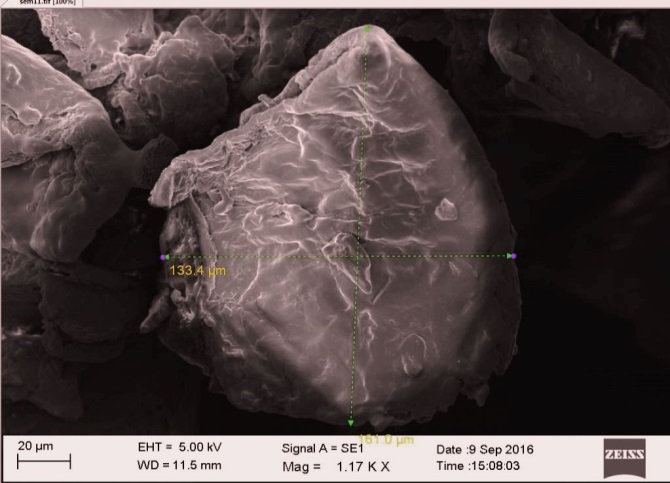 sem11.tif [100%]
133.4 µm
161.0 µm
20 µm
EHT = 5.00 kV
WD = 11.5 mm
Signal A = SE1
Mag = 1.17 K X
Date :9 Sep 2016
Time :15:08:03
ZEISS